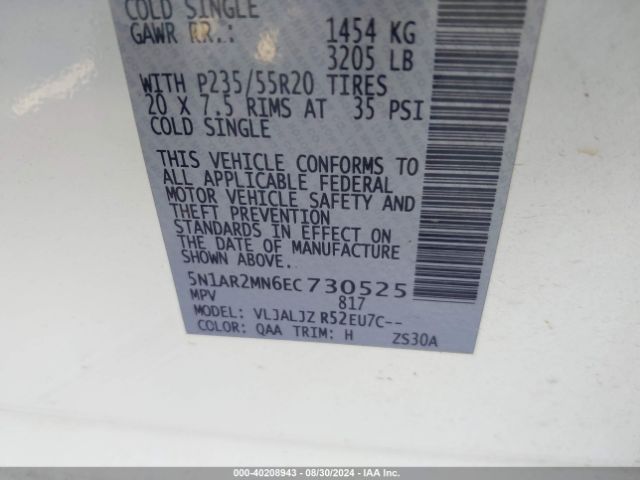 COLD SINGLE
GAWR RR.: 1454 KG
3205 LB
WITH P235/55R20 TIRES
20 X 7.5 RIMS AT 35 PSI
COLD SINGLE
THIS VEHICLE CONFORMS TO
ALL APPLICABLE FEDERAL
MOTOR VEHICLE SAFETY AND
THEFT PREVENTION
STANDARDS IN EFFECT ON
THE DATE OF MANUFACTURE
SHOWN ABOVE.
5N1AR2MN6EC730525
MPV 817
MODEL: VLJALJZ R52EU7C--
COLOR: QAA TRIM: H ZS30A
000-40208943 - 08/30/2024 - IAA Inc.